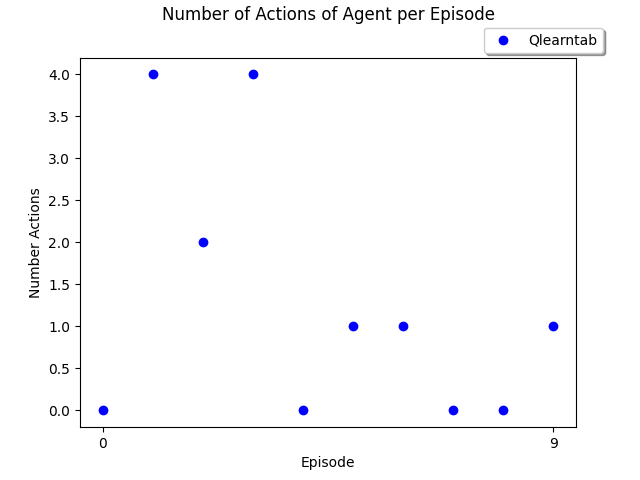 Number of Actions of Agent per Episode
Qlearntab
4.0
3.5
3.0
2.5
2.0
1.5
1.0
0.5
0.0
Number Actions
0 9
Episode